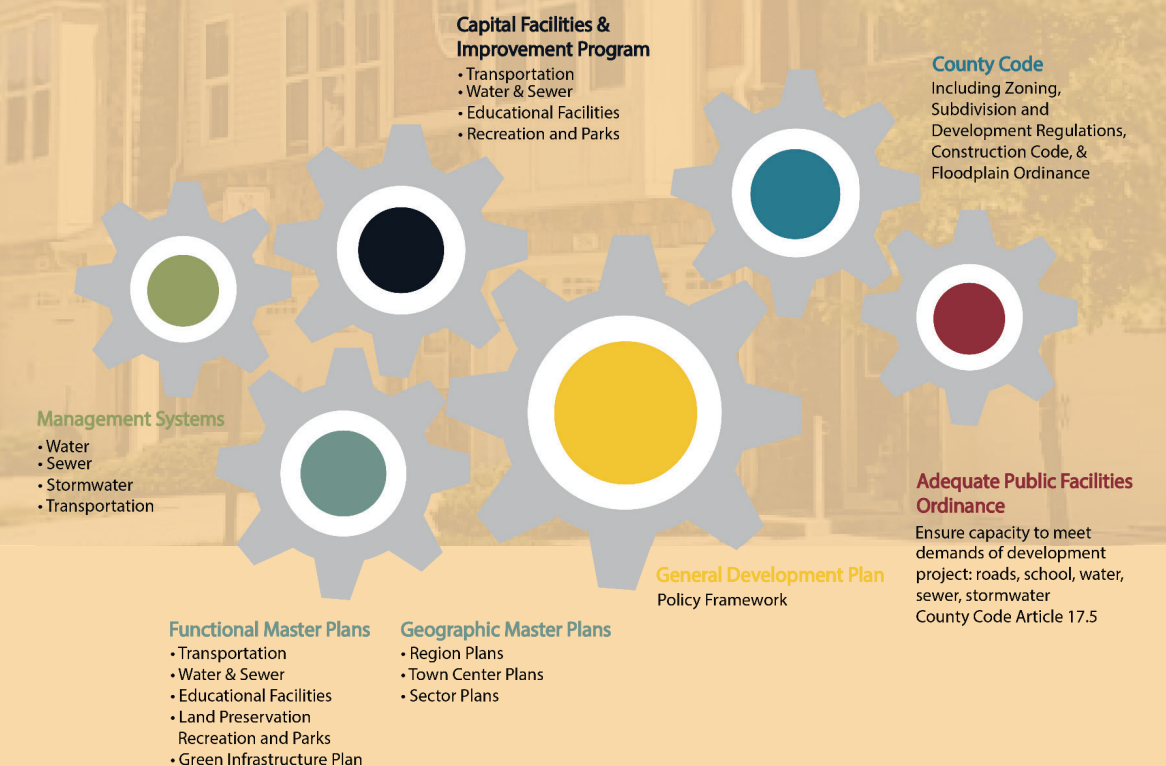 Capital Facilities &
Improvement Program
• Transportation
• Water & Sewer
• Educational Facilities
• Recreation and Parks
County Code
Including Zoning,
Subdivision and
Development Regulations,
Construction Code, &
Floodplain Ordinance
Management Systems
• Water
• Sewer
• Stormwater
• Transportation
Adequate Public Facilities
Ordinance
Ensure capacity to meet
demands of development
project: roads, school, water,
sewer, stormwater
County Code Article 17.5
General Development Plan
Policy Framework
Functional Master Plans
• Transportation
• Water & Sewer
• Educational Facilities
• Land Preservation
Recreation and Parks
• Green Infrastructure Plan
Geographic Master Plans
• Region Plans
• Town Center Plans
• Sector Plans